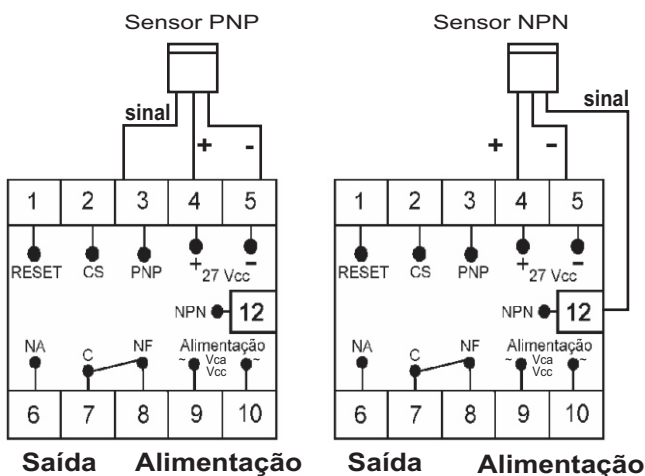 Sensor PNP
sinal
+ -
1 2 3 4 5
RESET CS PNP + 27 Vcc -
NPN 12
NA C NF Alimentação
~ Vca ~
Vcc
6 7 8 9 10
Saída Alimentação
Sensor NPN
sinal
+ -
1 2 3 4 5
RESET CS PNP + 27 Vcc -
NPN 12
NA C NF Alimentação
~ Vca ~
Vcc
6 7 8 9 10
Saída Alimentação